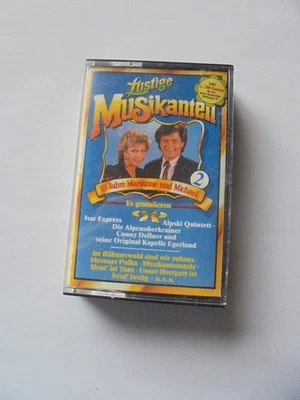 Lustige
Musikanten
15 Jahre Marianne und Michael
2
Es gratulieren
Isar Express
Alpski Quintett ·
Die Alpenoberkrainer
Conny Dellner und
seine Original Kapelle Egerland
Im Böhmerwald sind wir zuhaus ·
Meraner Polka · Musikantenstolz ·
Heut' ist Tanz · Unser Herrgott ist
heut' lustig – u.v.a.